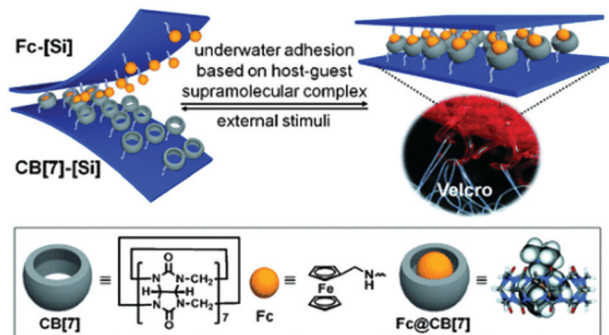 Fc-[Si]
CB[7]-[Si]
underwater adhesion
based on host-guest
supramolecular complex
external stimuli
Velcro
CB[7]
≡
O
C
N N-CH₂
H H
N N-CH₂
C
O
7
Fc
≡
Fe
N
H
Fc@CB[7]
≡